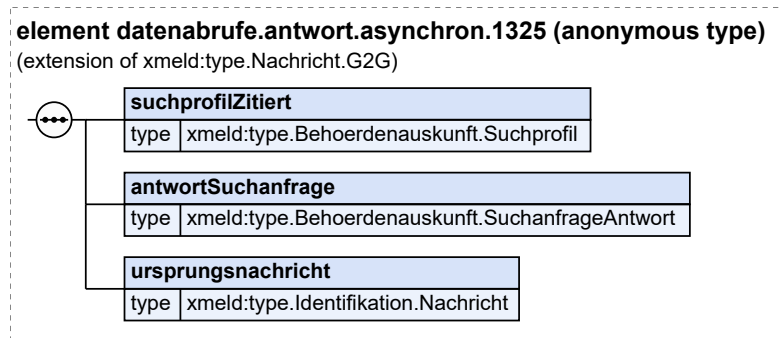 element datenabrufe.antwort.asynchron.1325 (anonymous type)
(extension of xmeld:type.Nachricht.G2G)
suchprofilZitiert
type xmeld:type.Behoerdenauskunft.Suchprofil
antwortSuchanfrage
type xmeld:type.Behoerdenauskunft.SuchanfrageAntwort
ursprungsnachricht
type xmeld:type.Identifikation.Nachricht